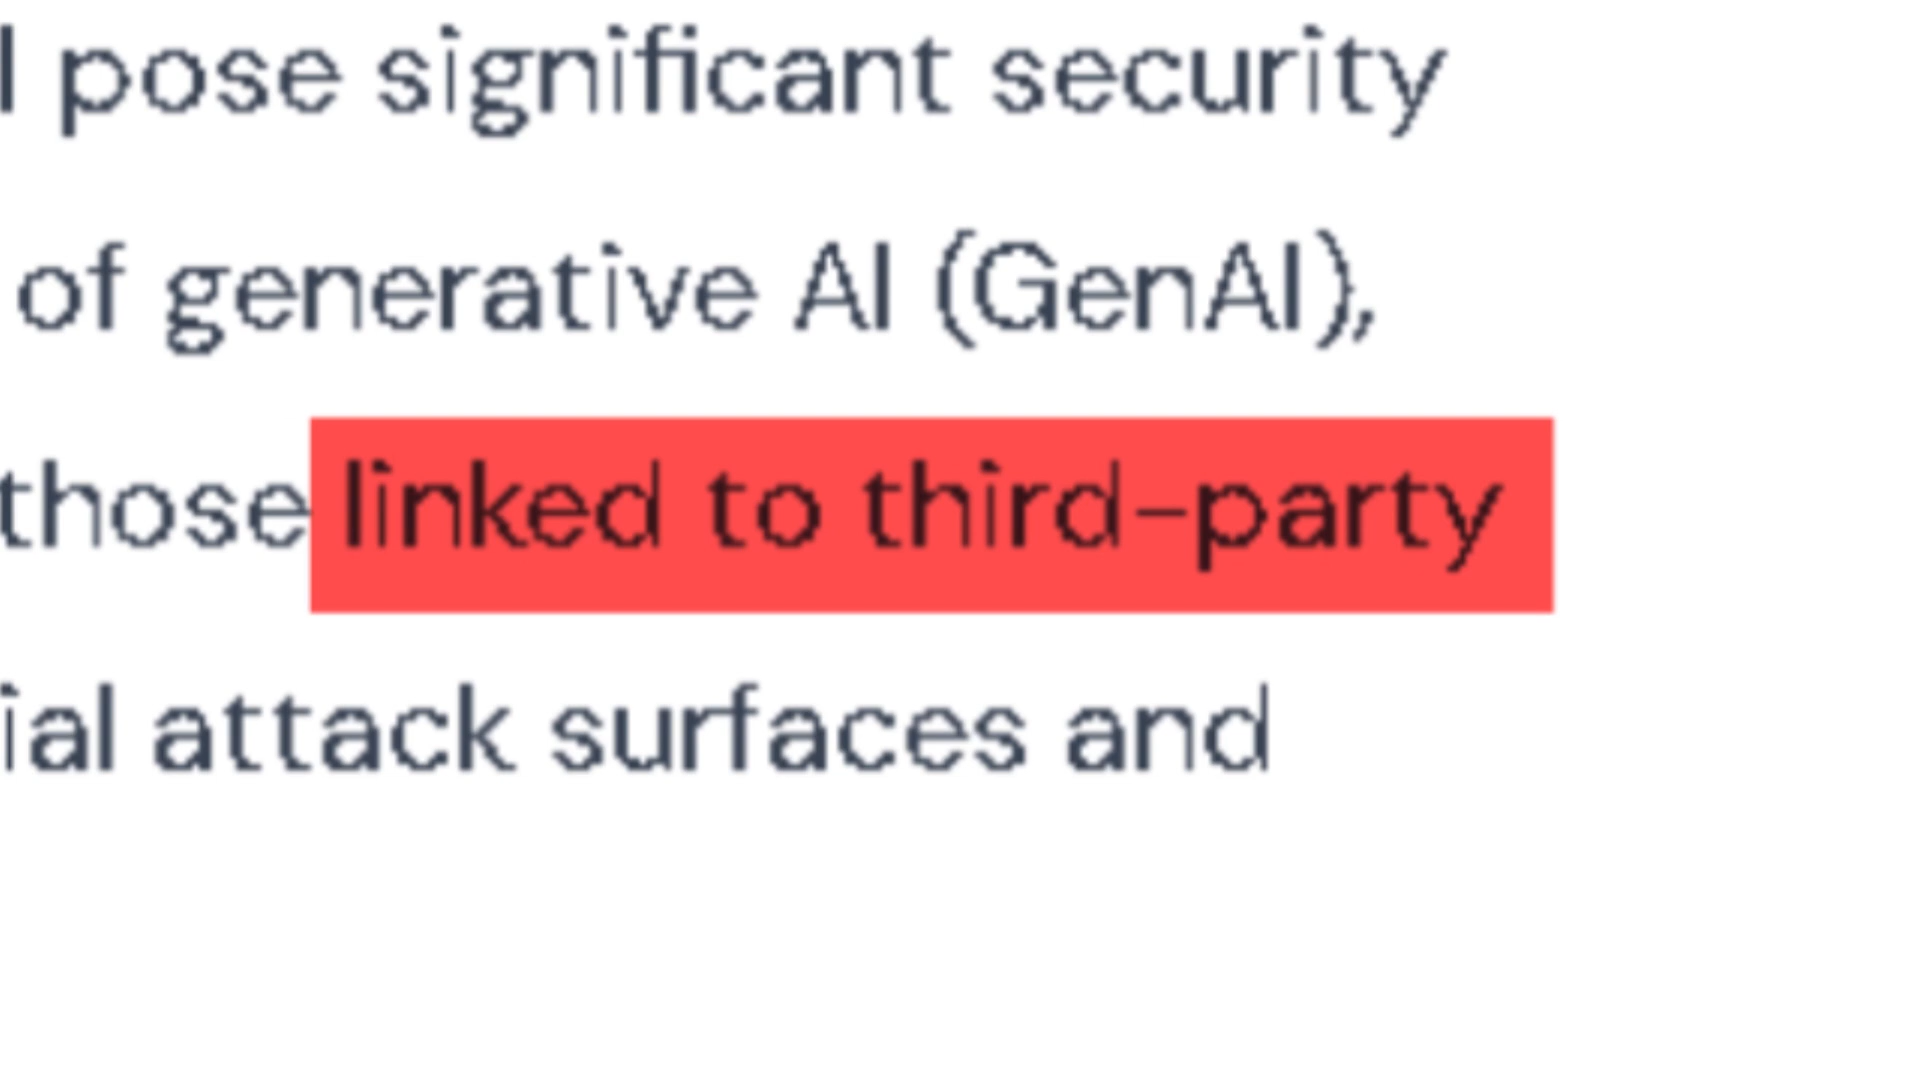 l pose significant security
of generative AI (GenAI),
those linked to third-party
ial attack surfaces and